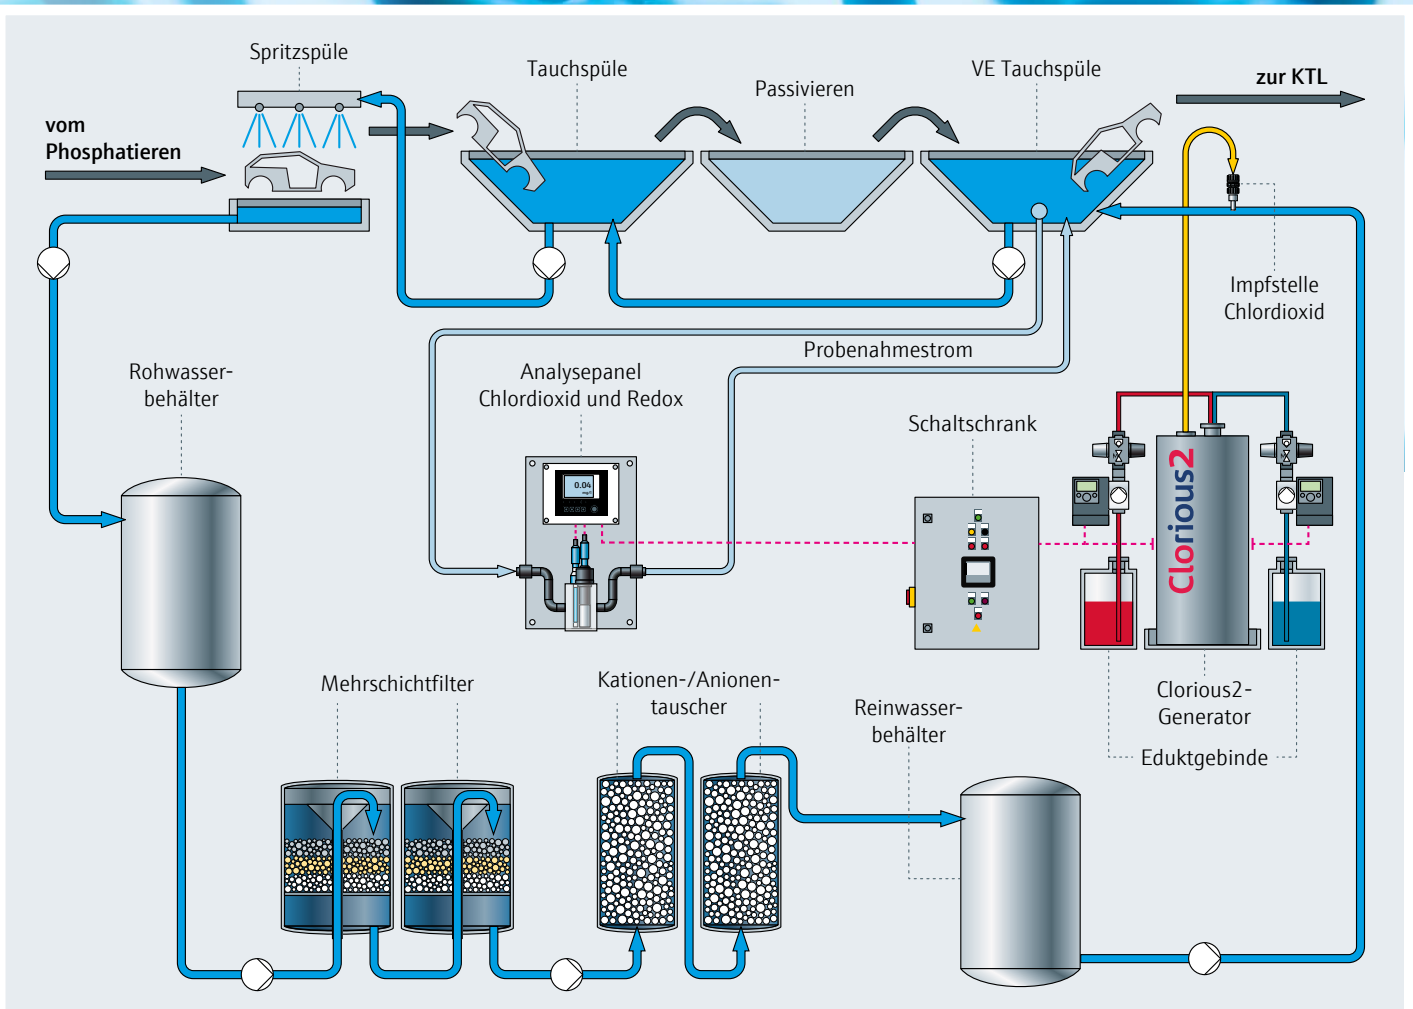 Spritzspüle
Tauchspüle
Passivieren
VE Tauchspüle
zur KTL
vom
Phosphatieren
Impfstelle
Chlordioxid
Probenahmestrom
Rohwasser-
behälter
Analysepanel
Chlordioxid und Redox
Schaltschrank
0.04
mg/l
Clorious2
Mehrschichtfilter
Kationen-/Anionen-
tauscher
Reinwasser-
behälter
Clorious2-
Generator
Eduktgebinde